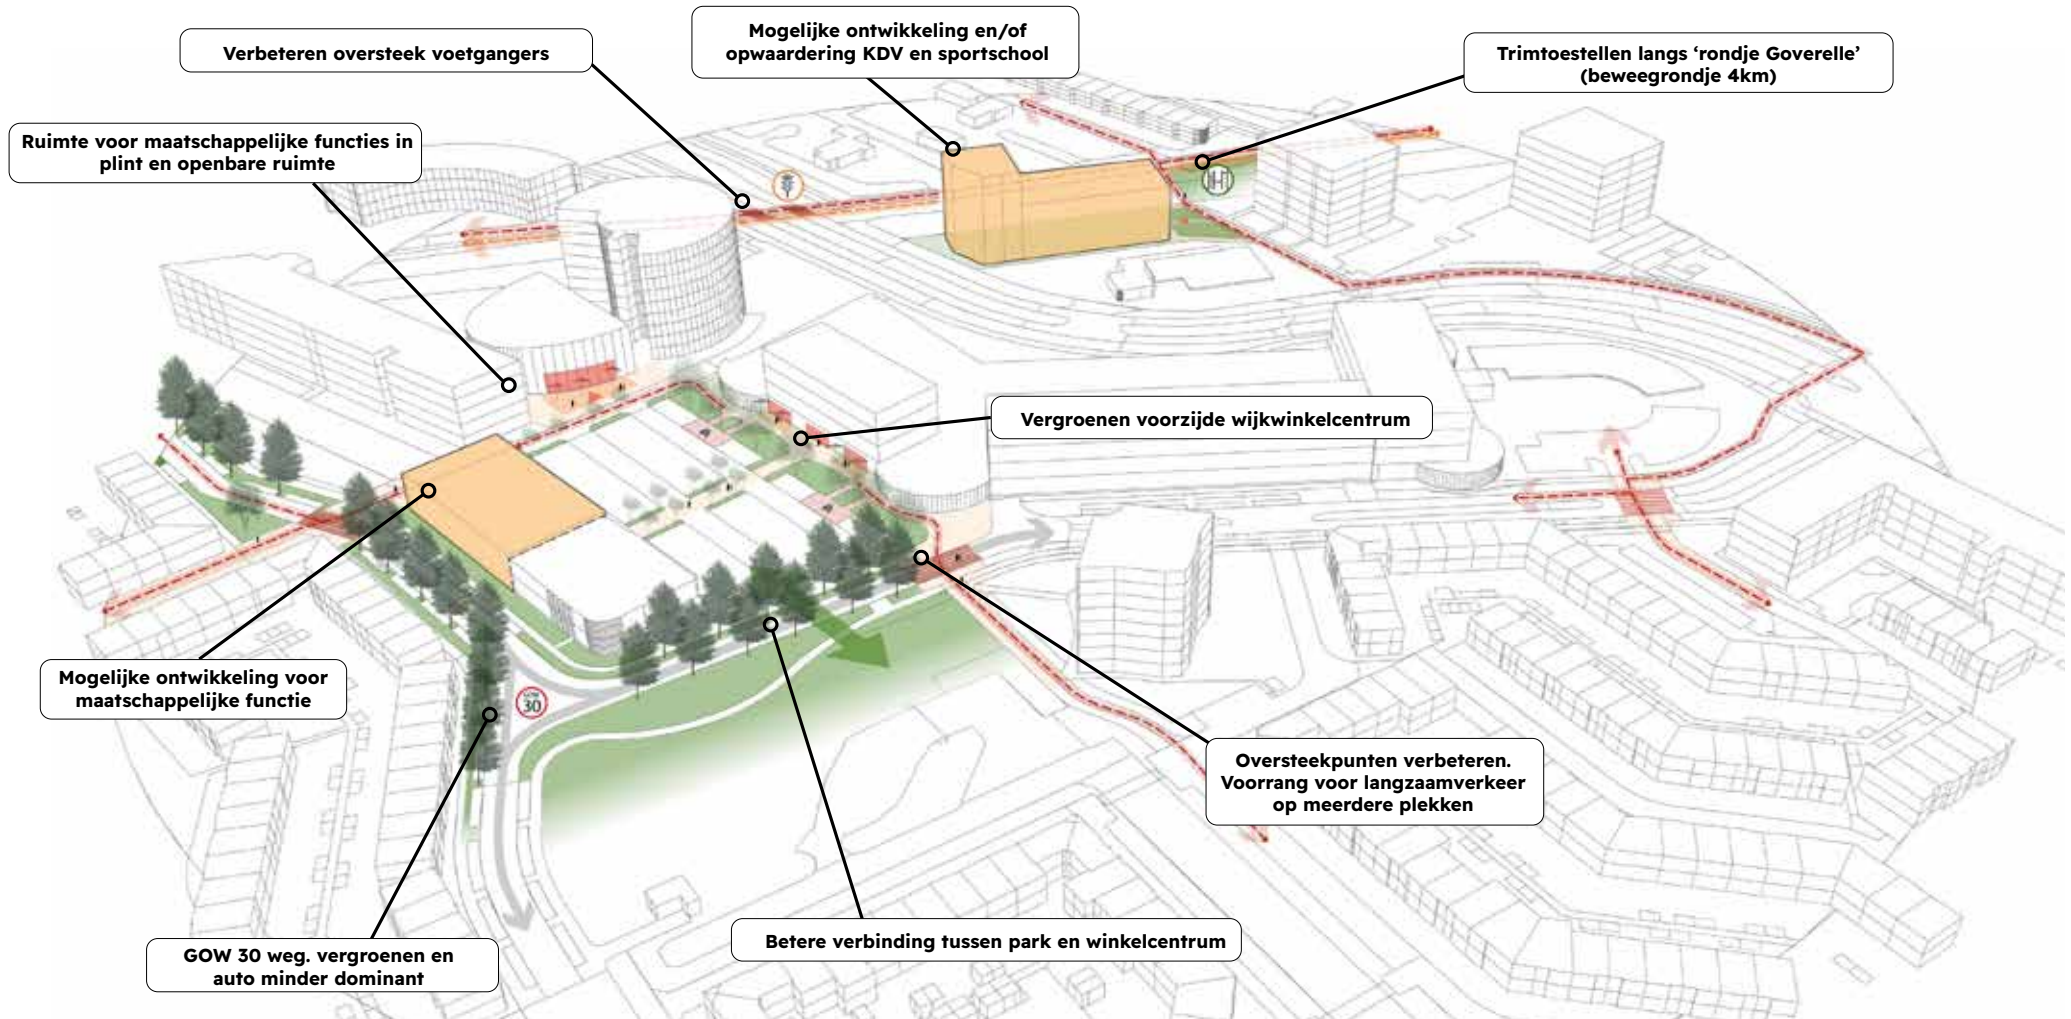 Mogelijke ontwikkeling en/of
opwaardering KDV en sportschool
Verbeteren oversteek voetgangers
Trimtoestellen langs ‘rondje Goverelle’
(beweegrondje 4km)
Ruimte voor maatschappelijke functies in
plint en openbare ruimte
Vergroenen voorzijde wijkwinkelcentrum
Mogelijke ontwikkeling voor
maatschappelijke functie
30
Oversteekpunten verbeteren.
Voorrang voor langzaamverkeer
op meerdere plekken
Betere verbinding tussen park en winkelcentrum
GOW 30 weg. vergroenen en
auto minder dominant